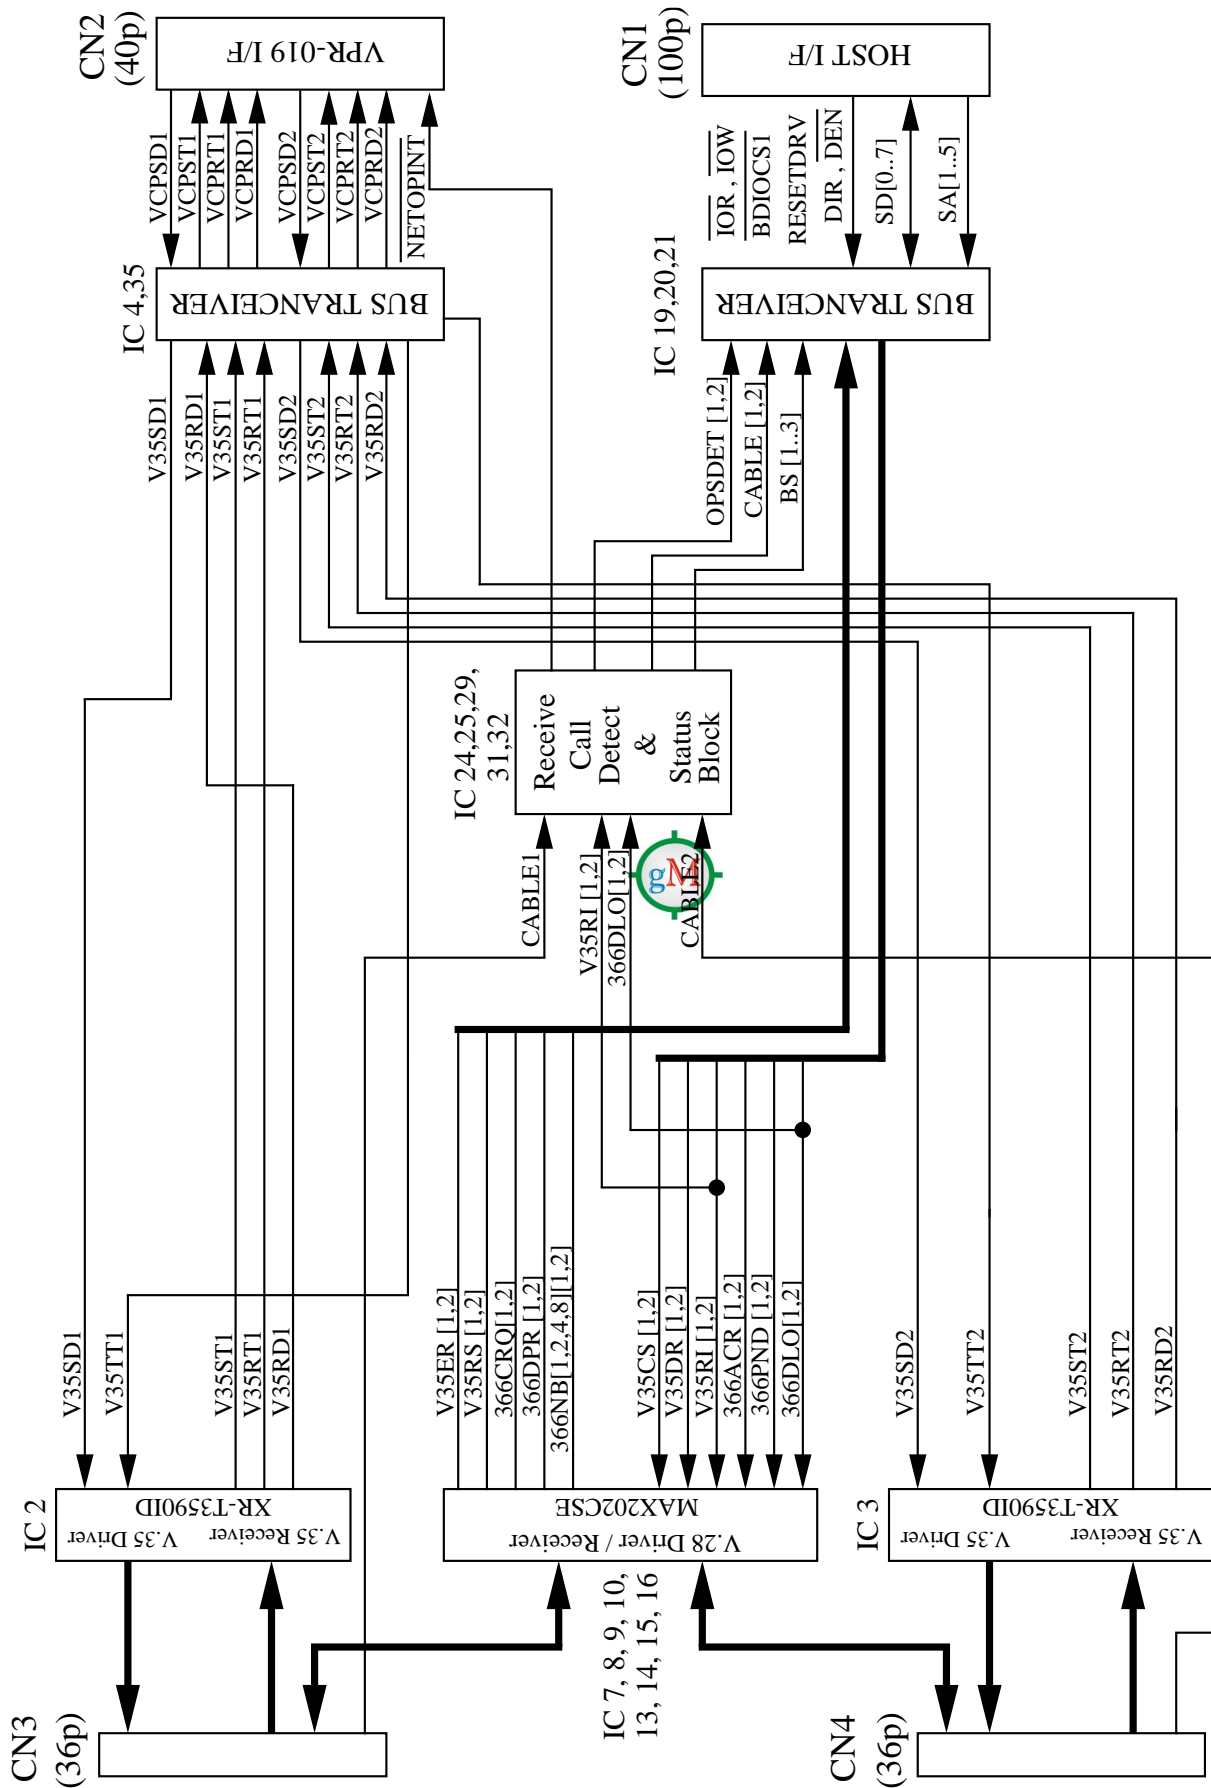 CN3
(36p)
IC 2
XR-T3590ID
V.35 Driver
V.35 Receiver
V35SD1
V35TT1
V35ST1
V35RT1
V35RD1
V35SD1
V35RD1
V35ST1
V35RT1
V35SD2
V35ST2
V35RT2
V35RD2
IC 4,35
BUS TRANCEIVER
VCPSD1
VCPST1
VCPRT1
VCPRD1
VCPSD2
VCPST2
VCPRT2
VCPRD2
NETOPINT
CN2
(40p)
VPR-019 I/F
IC 7, 8, 9, 10,
13, 14, 15, 16
MAX202CSE
V.28 Driver / Receiver
V35ER [1,2]
V35RS [1,2]
366CRQ[1,2]
366DPR [1,2]
366NB[1,2,4,8][1,2]
V35CS [1,2]
V35DR [1,2]
V35RI [1,2]
366ACR [1,2]
366PND [1,2]
366DLO[1,2]
CABLE1
V35RI [1,2]
366DLO[1,2]
CABLE2
gM
IC 24,25,29,
31,32
Receive
Call
Detect
&
Status
Block
OPSDET [1,2]
CABLE [1,2]
BS [1..3]
IC 19,20,21
BUS TRANCEIVER
IOR , IOW
BDIOCS1
RESETDRV
DIR , DEN
SD[0..7]
SA[1..5]
CN1
(100p)
HOST I/F
CN4
(36p)
IC 3
XR-T3590ID
V.35 Driver
V.35 Receiver
V35SD2
V35TT2
V35ST2
V35RT2
V35RD2